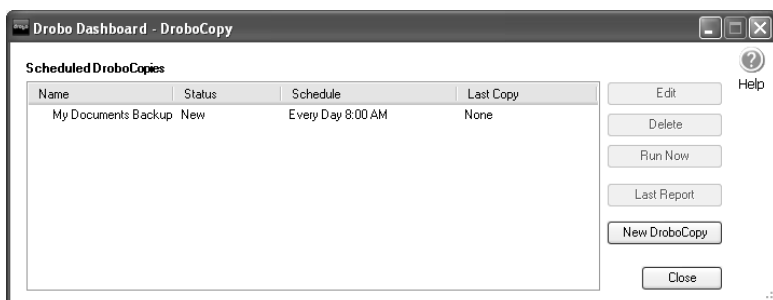 Drobo Dashboard - DroboCopy
Scheduled DroboCopies
Help
Name Status Schedule Last Copy
My Documents Backup New Every Day 8:00 AM None
Edit
Delete
Run Now
Last Report
New DroboCopy
Close